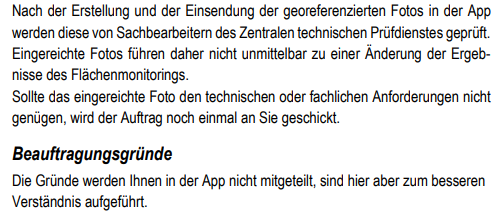 Nach der Erstellung und der Einsendung der georeferenzierten Fotos in der App
werden diese von Sachbearbeitern des Zentralen technischen Prüfdienstes geprüft.
Eingereichte Fotos führen daher nicht unmittelbar zu einer Änderung der Ergeb-
nisse des Flächenmonitorings.
Sollte das eingereichte Foto den technischen oder fachlichen Anforderungen nicht
genügen, wird der Auftrag noch einmal an Sie geschickt.
Beauftragungsgründe
Die Gründe werden Ihnen in der App nicht mitgeteilt, sind hier aber zum besseren
Verständnis aufgeführt.